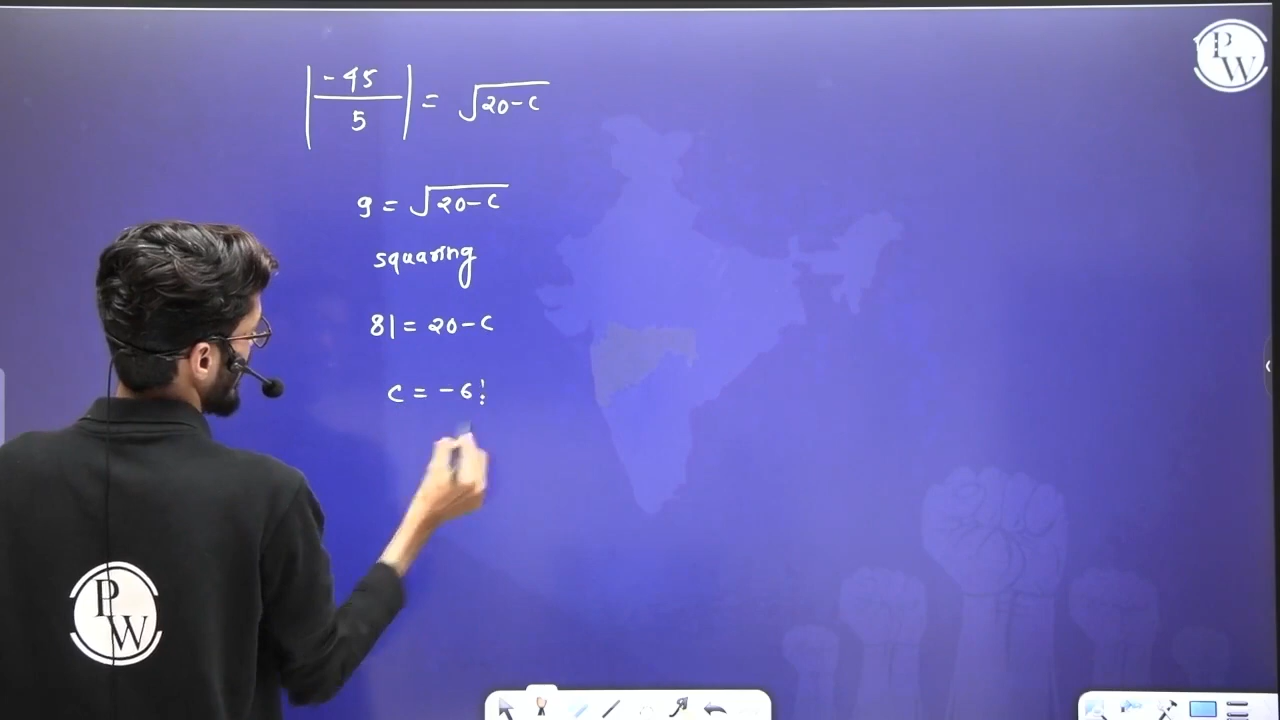 PW
|-45/5| = √20-C
9 = √20-C
squaring
81 = 20-C
C = -61
PW